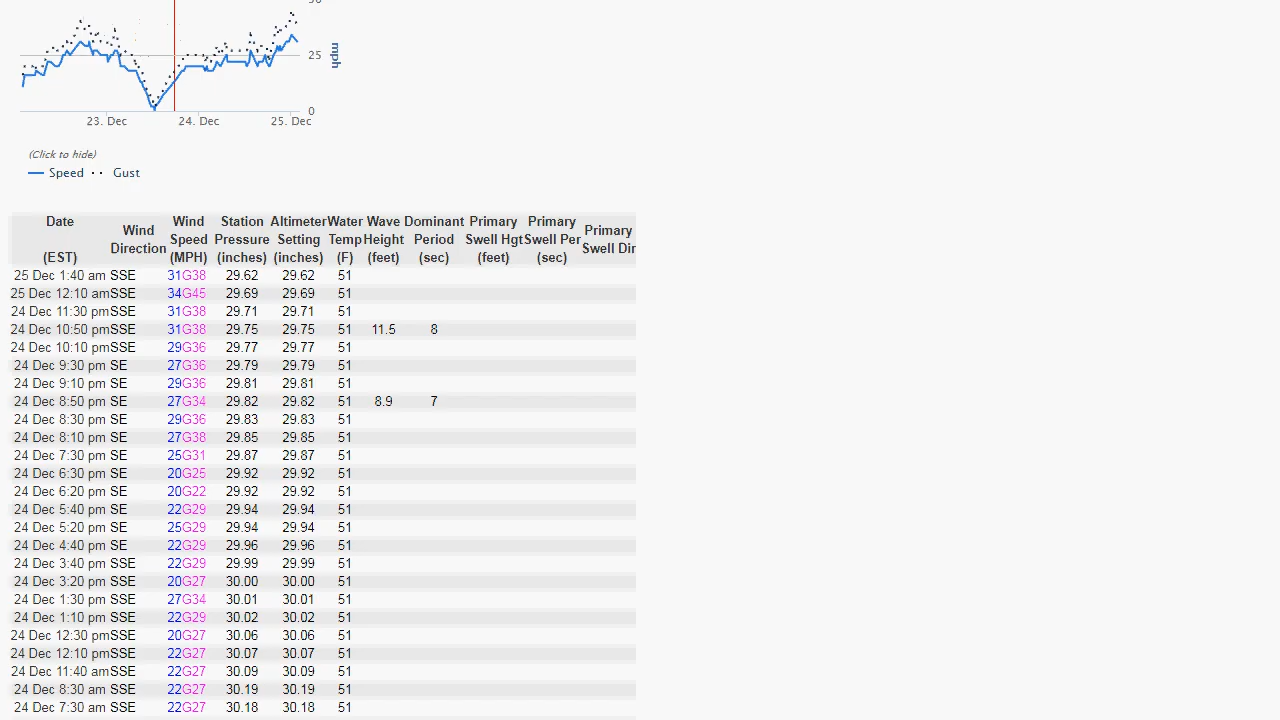 25
mph
0
23. Dec 24. Dec 25. Dec
(Click to hide)
Speed Gust
Date (EST) Wind Direction Wind Speed (MPH) Station Pressure (inches) Altimeter Setting (inches) Water Temp (F) Wave Height (feet) Dominant Period (sec) Primary Swell Hgt (feet) Primary Swell Per (sec) Primary Swell Dir
25 Dec 1:40 am SSE 31G38 29.62 29.62 51
25 Dec 12:10 am SSE 34G45 29.69 29.69 51
24 Dec 11:30 pm SSE 31G38 29.71 29.71 51
24 Dec 10:50 pm SSE 31G38 29.75 29.75 51 11.5 8
24 Dec 10:10 pm SSE 29G36 29.77 29.77 51
24 Dec 9:30 pm SE 27G36 29.79 29.79 51
24 Dec 9:10 pm SE 29G36 29.81 29.81 51
24 Dec 8:50 pm SE 27G34 29.82 29.82 51 8.9 7
24 Dec 8:30 pm SE 29G36 29.83 29.83 51
24 Dec 8:10 pm SE 27G38 29.85 29.85 51
24 Dec 7:30 pm SE 25G31 29.87 29.87 51
24 Dec 6:30 pm SE 20G25 29.92 29.92 51
24 Dec 6:20 pm SE 20G22 29.92 29.92 51
24 Dec 5:40 pm SE 22G29 29.94 29.94 51
24 Dec 5:20 pm SE 25G29 29.94 29.94 51
24 Dec 4:40 pm SE 22G29 29.96 29.96 51
24 Dec 3:40 pm SSE 22G29 29.99 29.99 51
24 Dec 3:20 pm SSE 20G27 30.00 30.00 51
24 Dec 1:30 pm SSE 27G34 30.01 30.01 51
24 Dec 1:10 pm SSE 22G29 30.02 30.02 51
24 Dec 12:30 pm SSE 20G27 30.06 30.06 51
24 Dec 12:10 pm SSE 22G27 30.07 30.07 51
24 Dec 11:40 am SSE 22G27 30.09 30.09 51
24 Dec 8:30 am SSE 22G27 30.19 30.19 51
24 Dec 7:30 am SSE 22G27 30.18 30.18 51